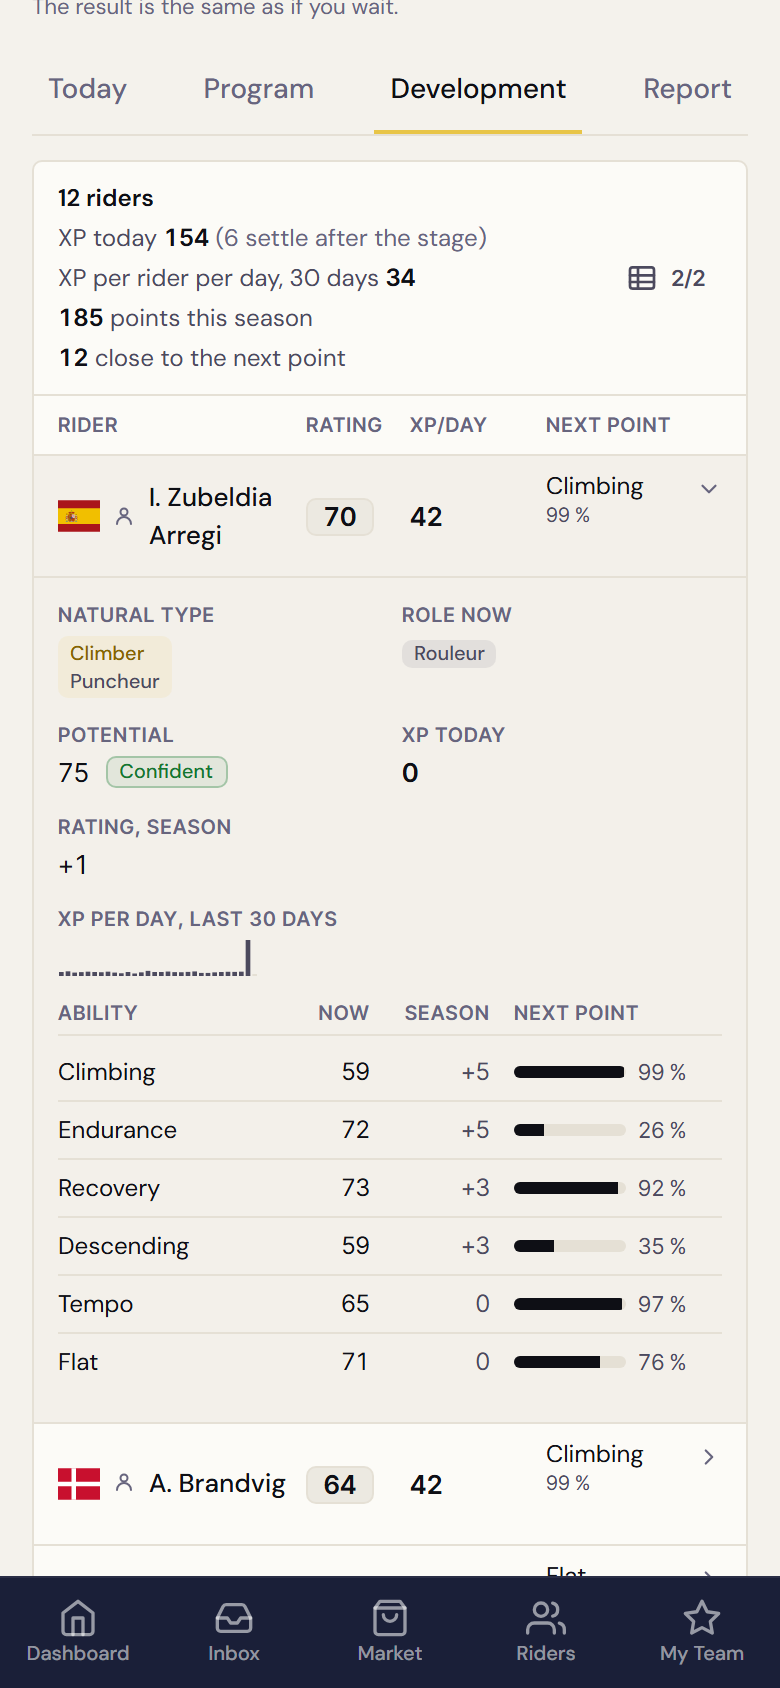 The result is the same as if you wait.
Today Program Development Report
12 riders
XP today 154 (6 settle after the stage)
XP per rider per day, 30 days 34
2/2
185 points this season
12 close to the next point
RIDER RATING XP/DAY NEXT POINT
I. Zubeldia Arregi 70 42 Climbing
99 %
NATURAL TYPE ROLE NOW
Climber Rouleur
Puncheur
POTENTIAL XP TODAY
75 Confident 0
RATING, SEASON
+1
XP PER DAY, LAST 30 DAYS
ABILITY NOW SEASON NEXT POINT
Climbing 59 +5 99 %
Endurance 72 +5 26 %
Recovery 73 +3 92 %
Descending 59 +3 35 %
Tempo 65 0 97 %
Flat 71 0 76 %
A. Brandvig 64 42 Climbing
99 %
Flat
Dashboard Inbox Market Riders My Team